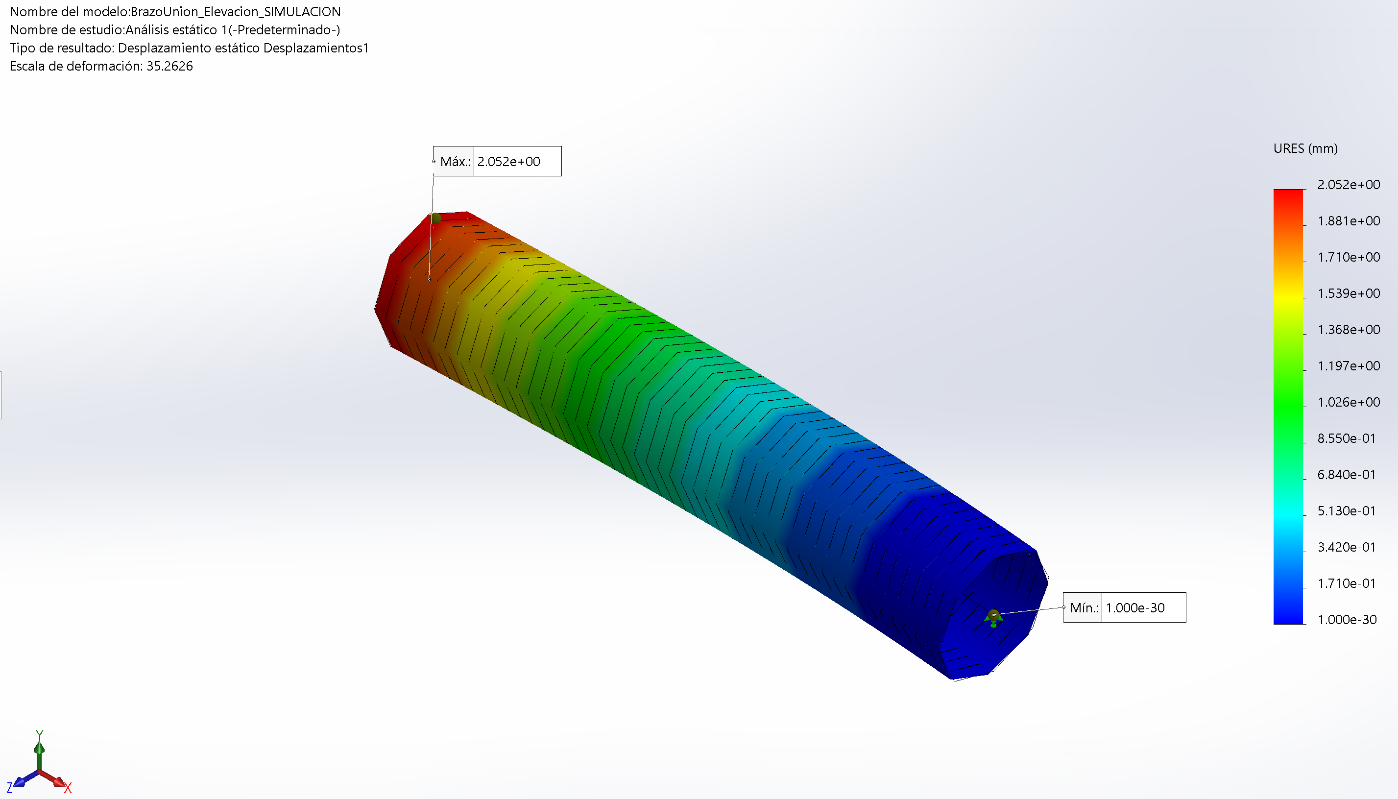 Nombre del modelo:BrazoUnion_Elevacion_SIMULACION
Nombre de estudio:Análisis estático 1(-Predeterminado-)
Tipo de resultado: Desplazamiento estático Desplazamientos1
Escala de deformación: 35.2626
Máx.: 2.052e+00
URES (mm)
2.052e+00
1.881e+00
1.710e+00
1.539e+00
1.368e+00
1.197e+00
1.026e+00
8.550e-01
6.840e-01
5.130e-01
3.420e-01
1.710e-01
1.000e-30
Mín.: 1.000e-30
Y
Z
X